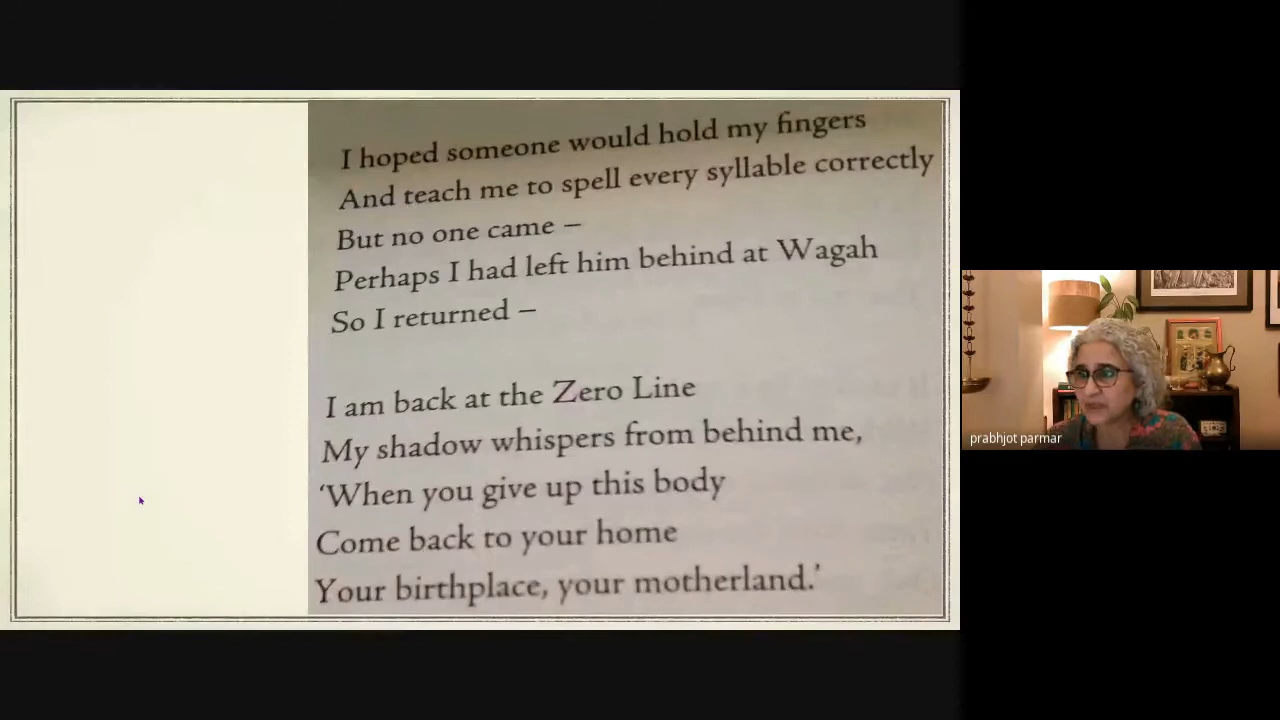 I hoped someone would hold my fingers
And teach me to spell every syllable correctly
But no one came –
Perhaps I had left him behind at Wagah
So I returned –
I am back at the Zero Line
My shadow whispers from behind me,
‘When you give up this body
Come back to your home
Your birthplace, your motherland.’
prabhjot parmar